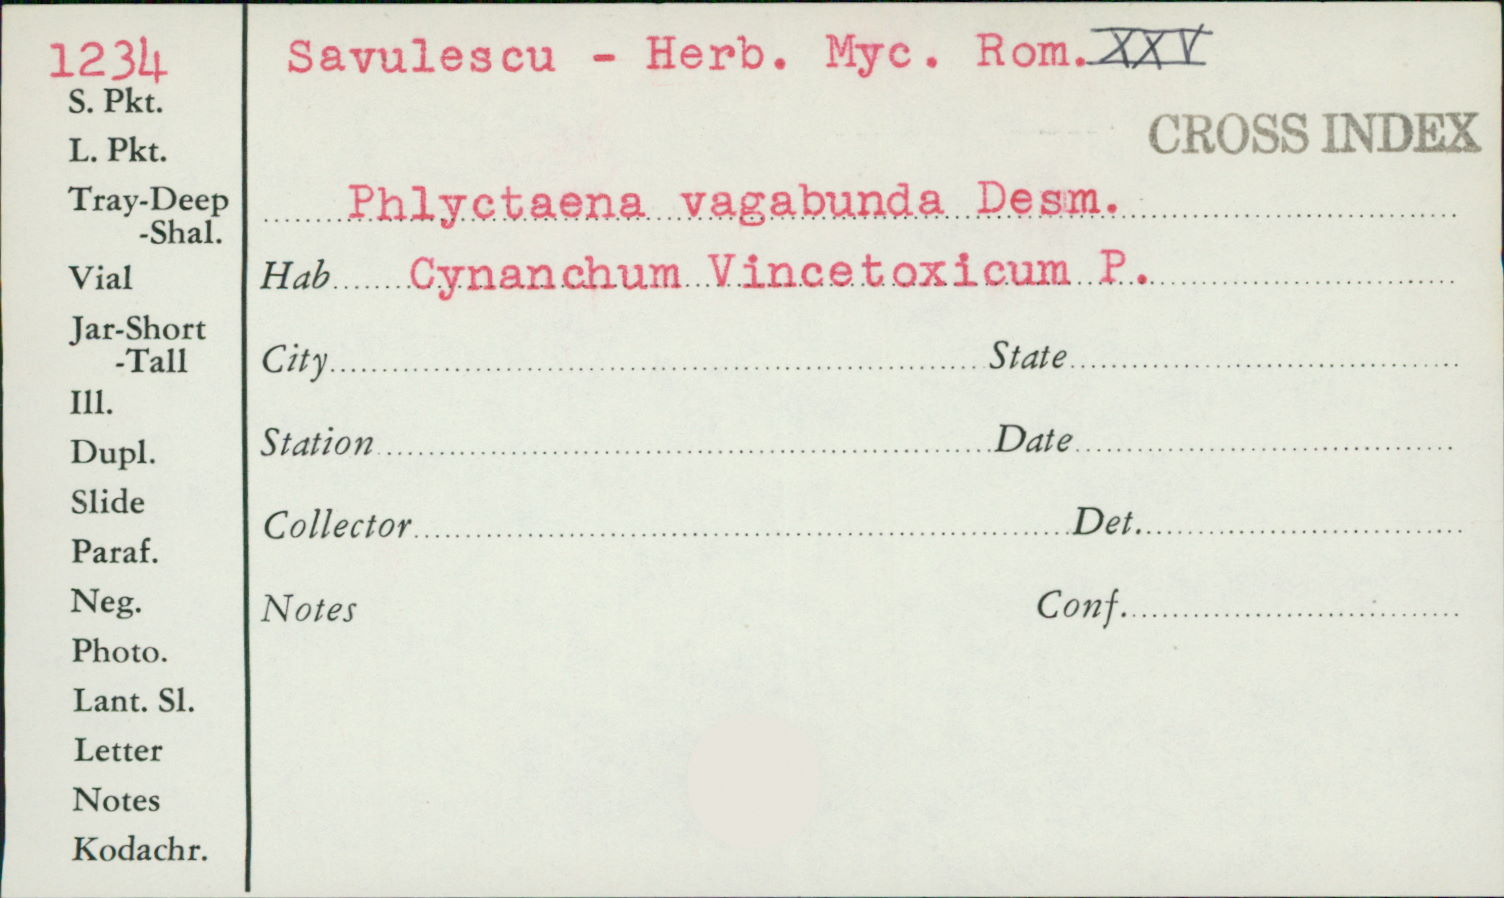 1234
Savulescu - Herb. Myc. Rom. XXV
CROSS INDEX
S. Pkt.
L. Pkt.
Tray-Deep
-Shal.
Vial
Jar-Short
-Tall
Ill.
Dupl.
Slide
Paraf.
Neg.
Photo.
Lant. Sl.
Letter
Notes
Kodachr.
Phlyctaena vagabunda Desm.
Hab Cynanchum Vincetoxicum P.
City State
Station Date
Collector Det.
Notes Conf.